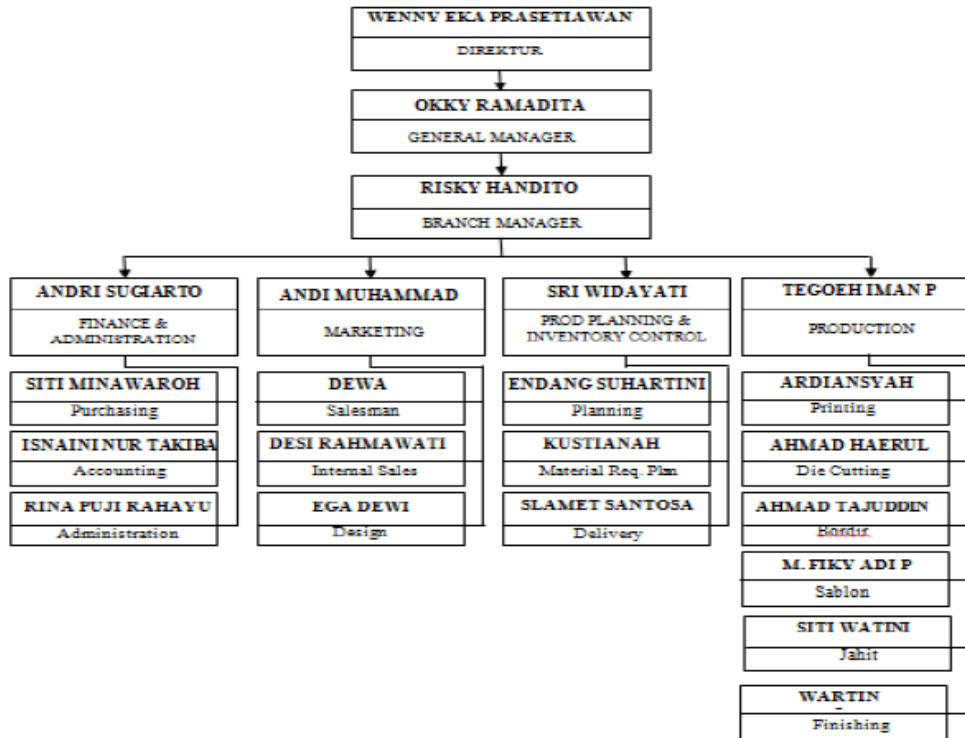 WENNY EKA PRASETIAWAN
DIREKTUR
OKKY RAMADITA
GENERAL MANAGER
RISKY HANDITO
BRANCH MANAGER
ANDRI SUGIARTO
FINANCE &
ADMINISTRATION
SITI MINAWAROH
Purchasing
ISNAINI NUR TAKIBA
Accounting
RINA PUJI RAHAYU
Administration
ANDI MUHAMMAD
MARKETING
DEWA
Salesman
DESI RAHMAWATI
Internal Sales
EGA DEWI
Design
SRI WIDAYATI
PROD PLANNING &
INVENTORY CONTROL
ENDANG SUHARTINI
Planning
KUSTIANAH
Material Req. Plan
SLAMET SANTOSA
Delivery
TEGOEH IMAN P
PRODUCTION
ARDIANSYAH
Printing
AHMAD HAERUL
Die Cutting
AHMAD TAJUDDIN
Bordir
M. FIKY ADI P
Sablon
SITI WATINI
Jahit
WARTIN
Finishing